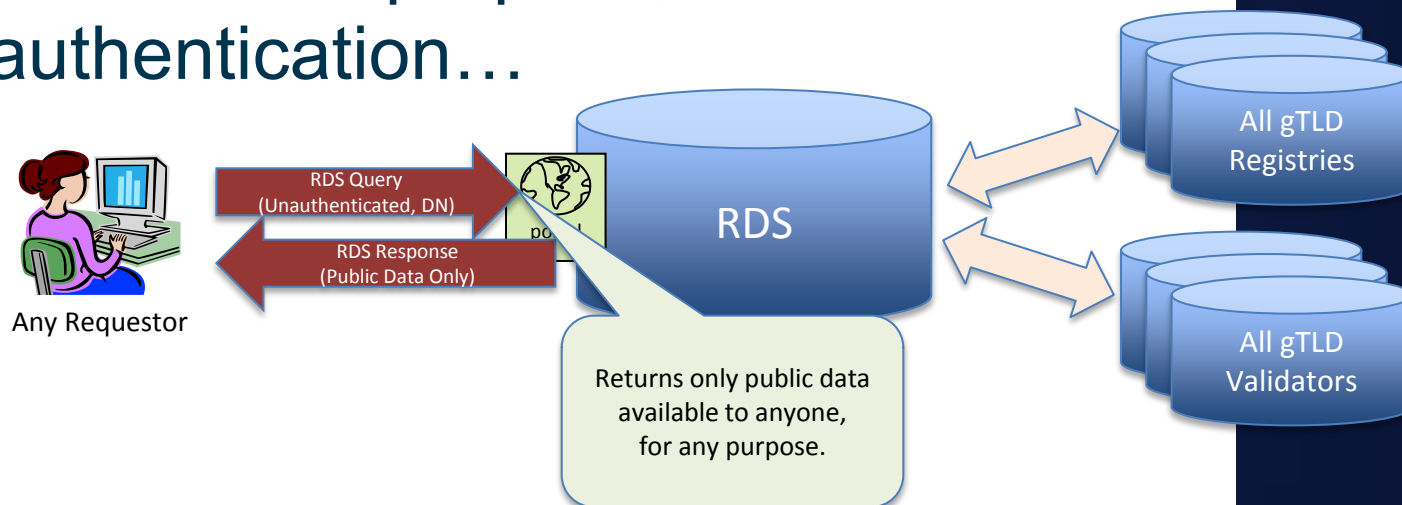 authentication…
RDS Query
(Unauthenticated, DN)
RDS Response
(Public Data Only)
Any Requestor
RDS
Returns only public data
available to anyone,
for any purpose.
All gTLD
Registries
All gTLD
Validators